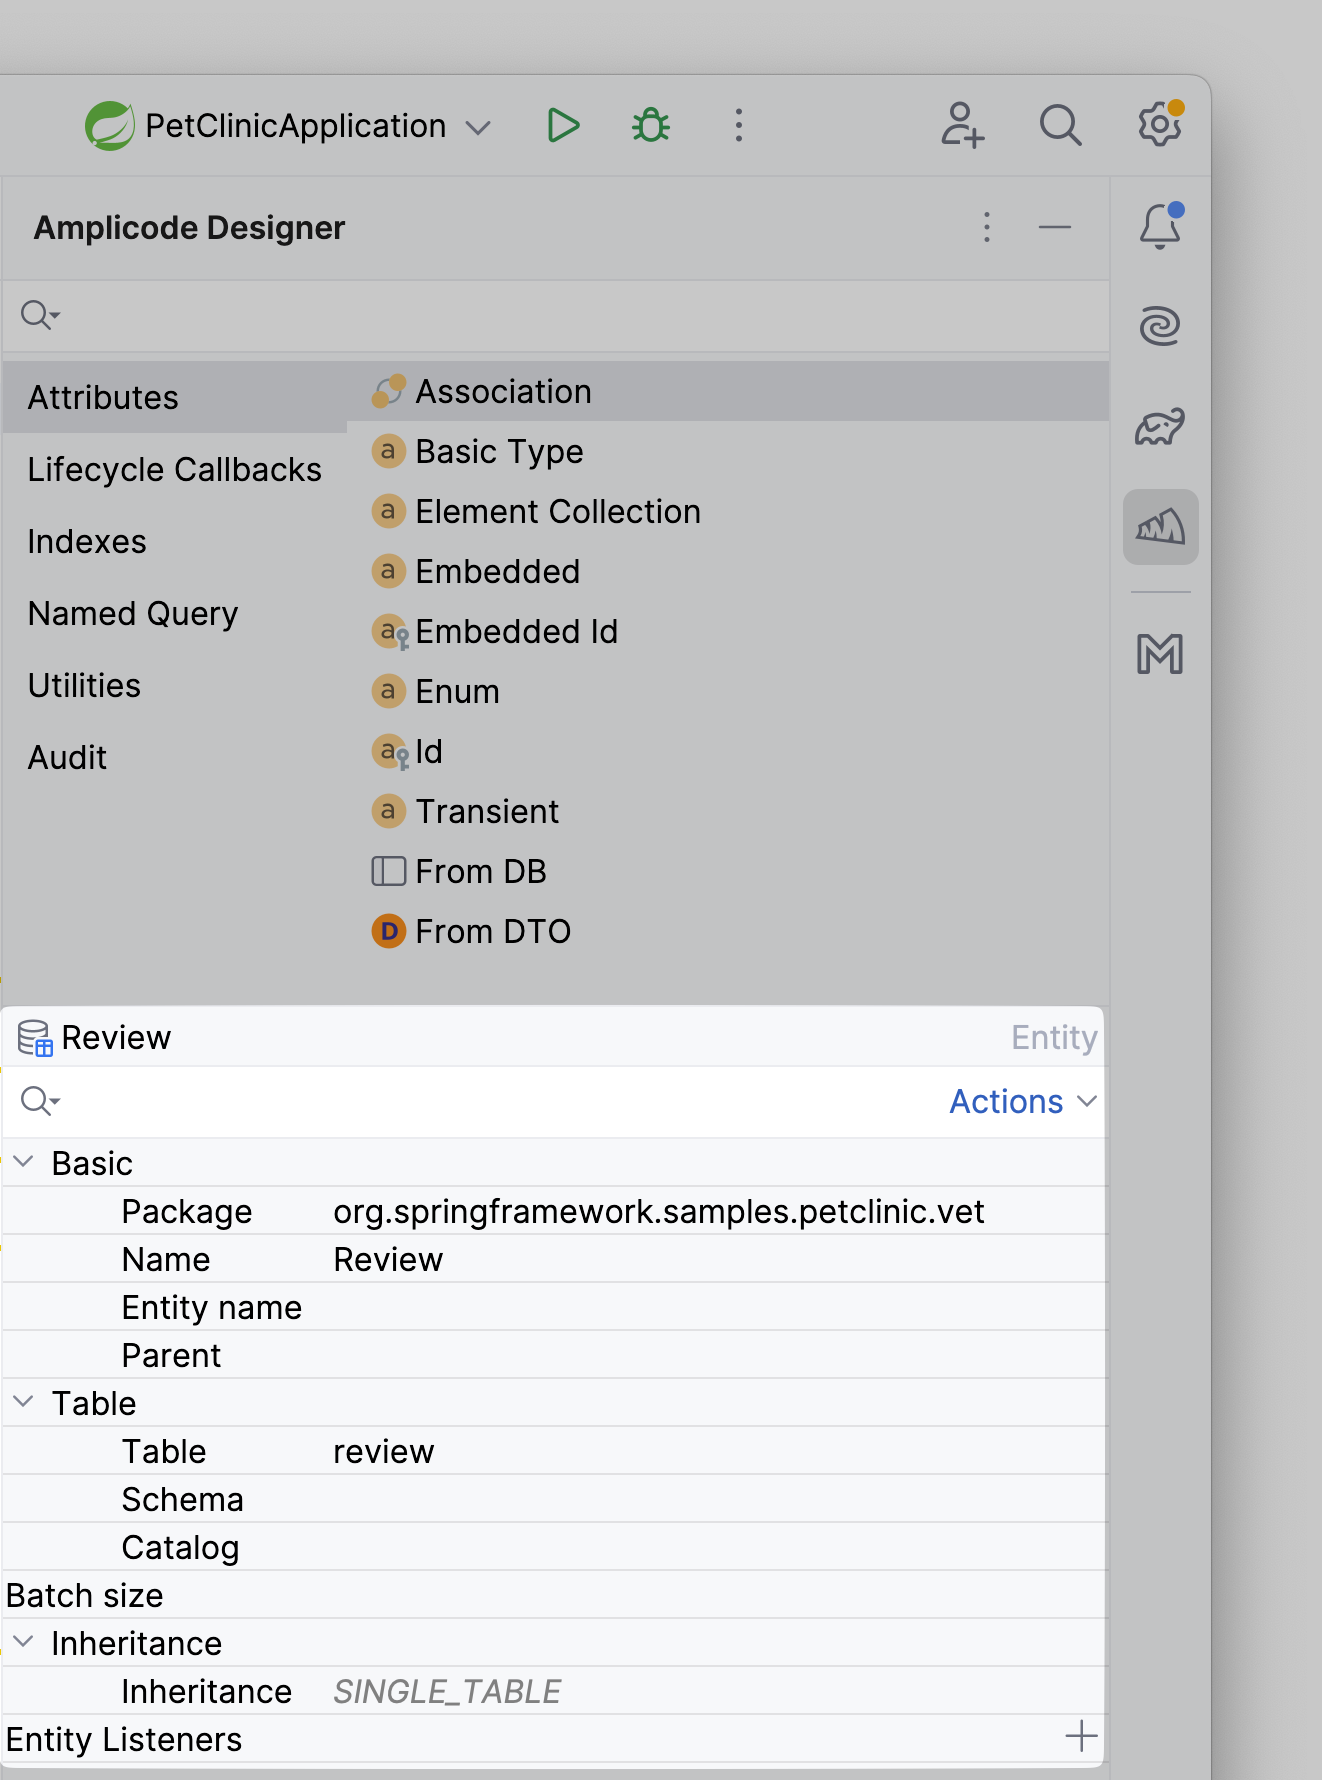 PetClinicApplication
Amplicode Designer
Attributes
Lifecycle Callbacks
Indexes
Named Query
Utilities
Audit
Association
a Basic Type
a Element Collection
a Embedded
a Embedded Id
a Enum
a Id
a Transient
From DB
D From DTO
Review Entity
Actions
Basic
Package org.springframework.samples.petclinic.vet
Name Review
Entity name
Parent
Table
Table review
Schema
Catalog
Batch size
Inheritance
Inheritance SINGLE_TABLE
Entity Listeners